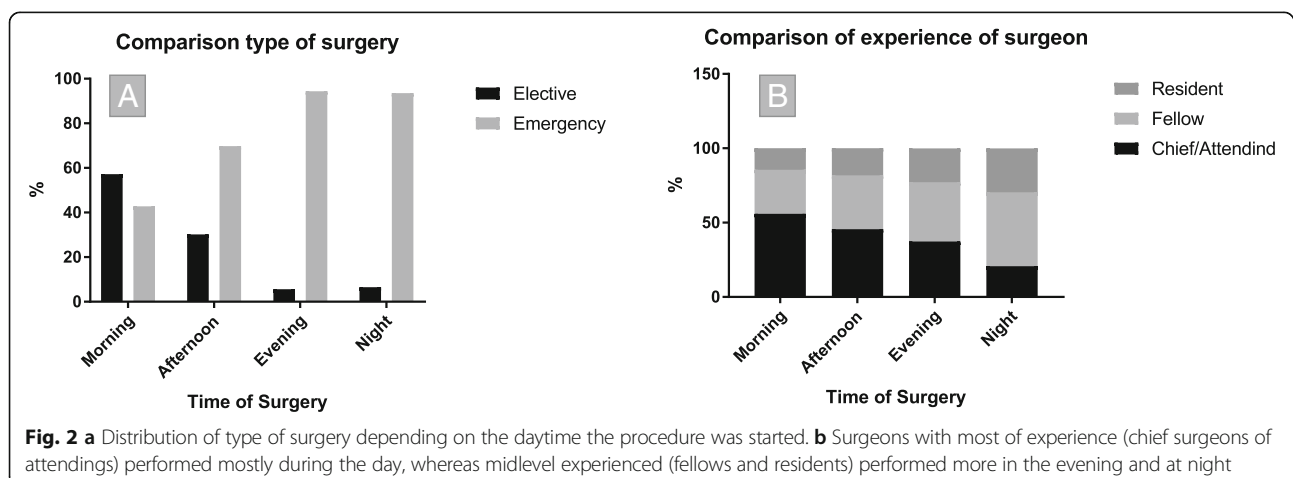 Comparison type of surgery
A
100
80
60
40
20
0
%
Elective
Emergency
Morning
Afternoon
Evening
Night
Time of Surgery
Comparison of experience of surgeon
B
150
100
50
0
%
Resident
Fellow
Chief/Attendind
Morning
Afternoon
Evening
Night
Time of Surgery
Fig. 2 a Distribution of type of surgery depending on the daytime the procedure was started. b Surgeons with most of experience (chief surgeons of
attendings) performed mostly during the day, whereas midlevel experienced (fellows and residents) performed more in the evening and at night